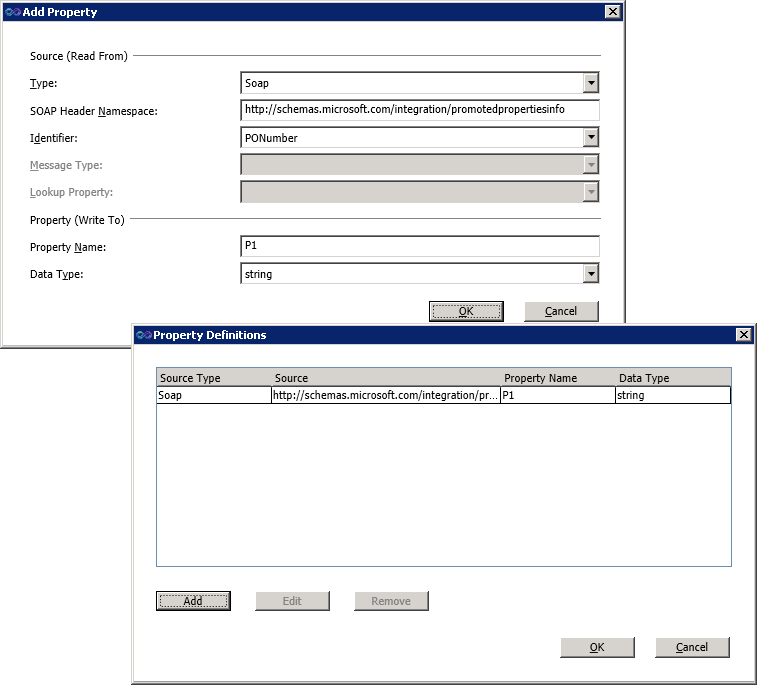 Add Property
Source (Read From)
Type: Soap
SOAP Header Namespace: http://schemas.microsoft.com/integration/promotedpropertiesinfo
Identifier: PONumber
Message Type:
Lookup Property:
Property (Write To)
Property Name: P1
Data Type: string
OK Cancel
Property Definitions
Source Type Source Property Name Data Type
Soap http://schemas.microsoft.com/integration/pr... P1 string
Add Edit Remove
OK Cancel